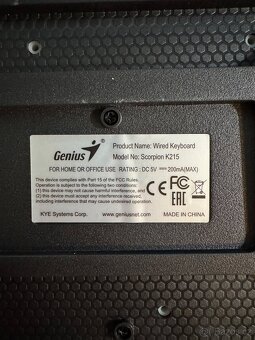 Genius
Product Name: Wired Keyboard
Model No: Scorpion K215
FOR HOME OR OFFICE USE RATING: DC 5V 200mA(MAX)
This device complies with Part 15 of the FCC Rules.
Operation is subject to the following two conditions:
(1) this device may not cause harmful interference, and
(2) this device must accept any interference received,
including interference that may cause undesired operation.
CE FC EAC
KYE Systems Corp. www.geniusnet.com MADE IN CHINA